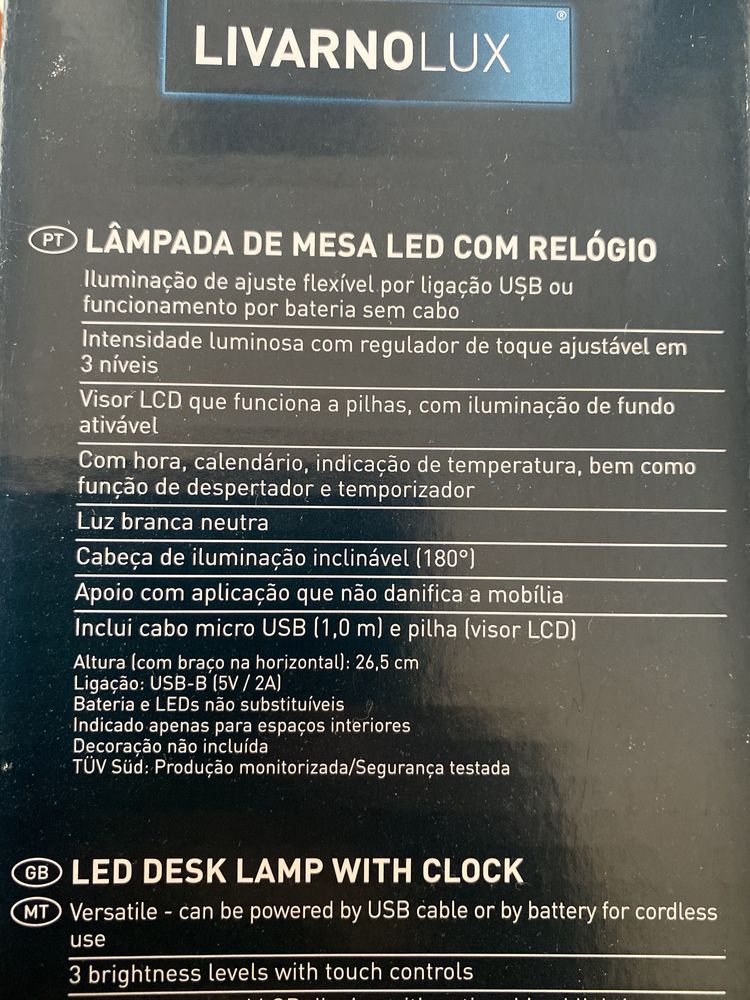 LIVARNOLUX ®
PT LÂMPADA DE MESA LED COM RELÓGIO
Iluminação de ajuste flexível por ligação USB ou
funcionamento por bateria sem cabo
Intensidade luminosa com regulador de toque ajustável em
3 níveis
Visor LCD que funciona a pilhas, com iluminação de fundo
ativável
Com hora, calendário, indicação de temperatura, bem como
função de despertador e temporizador
Luz branca neutra
Cabeça de iluminação inclinável (180°)
Apoio com aplicação que não danifica a mobília
Inclui cabo micro USB (1,0 m) e pilha (visor LCD)
Altura (com braço na horizontal): 26,5 cm
Ligação: USB-B (5V / 2A)
Bateria e LEDs não substituíveis
Indicado apenas para espaços interiores
Decoração não incluída
TÜV Süd: Produção monitorizada/Segurança testada
GB LED DESK LAMP WITH CLOCK
MT Versatile - can be powered by USB cable or by battery for cordless
use
3 brightness levels with touch controls